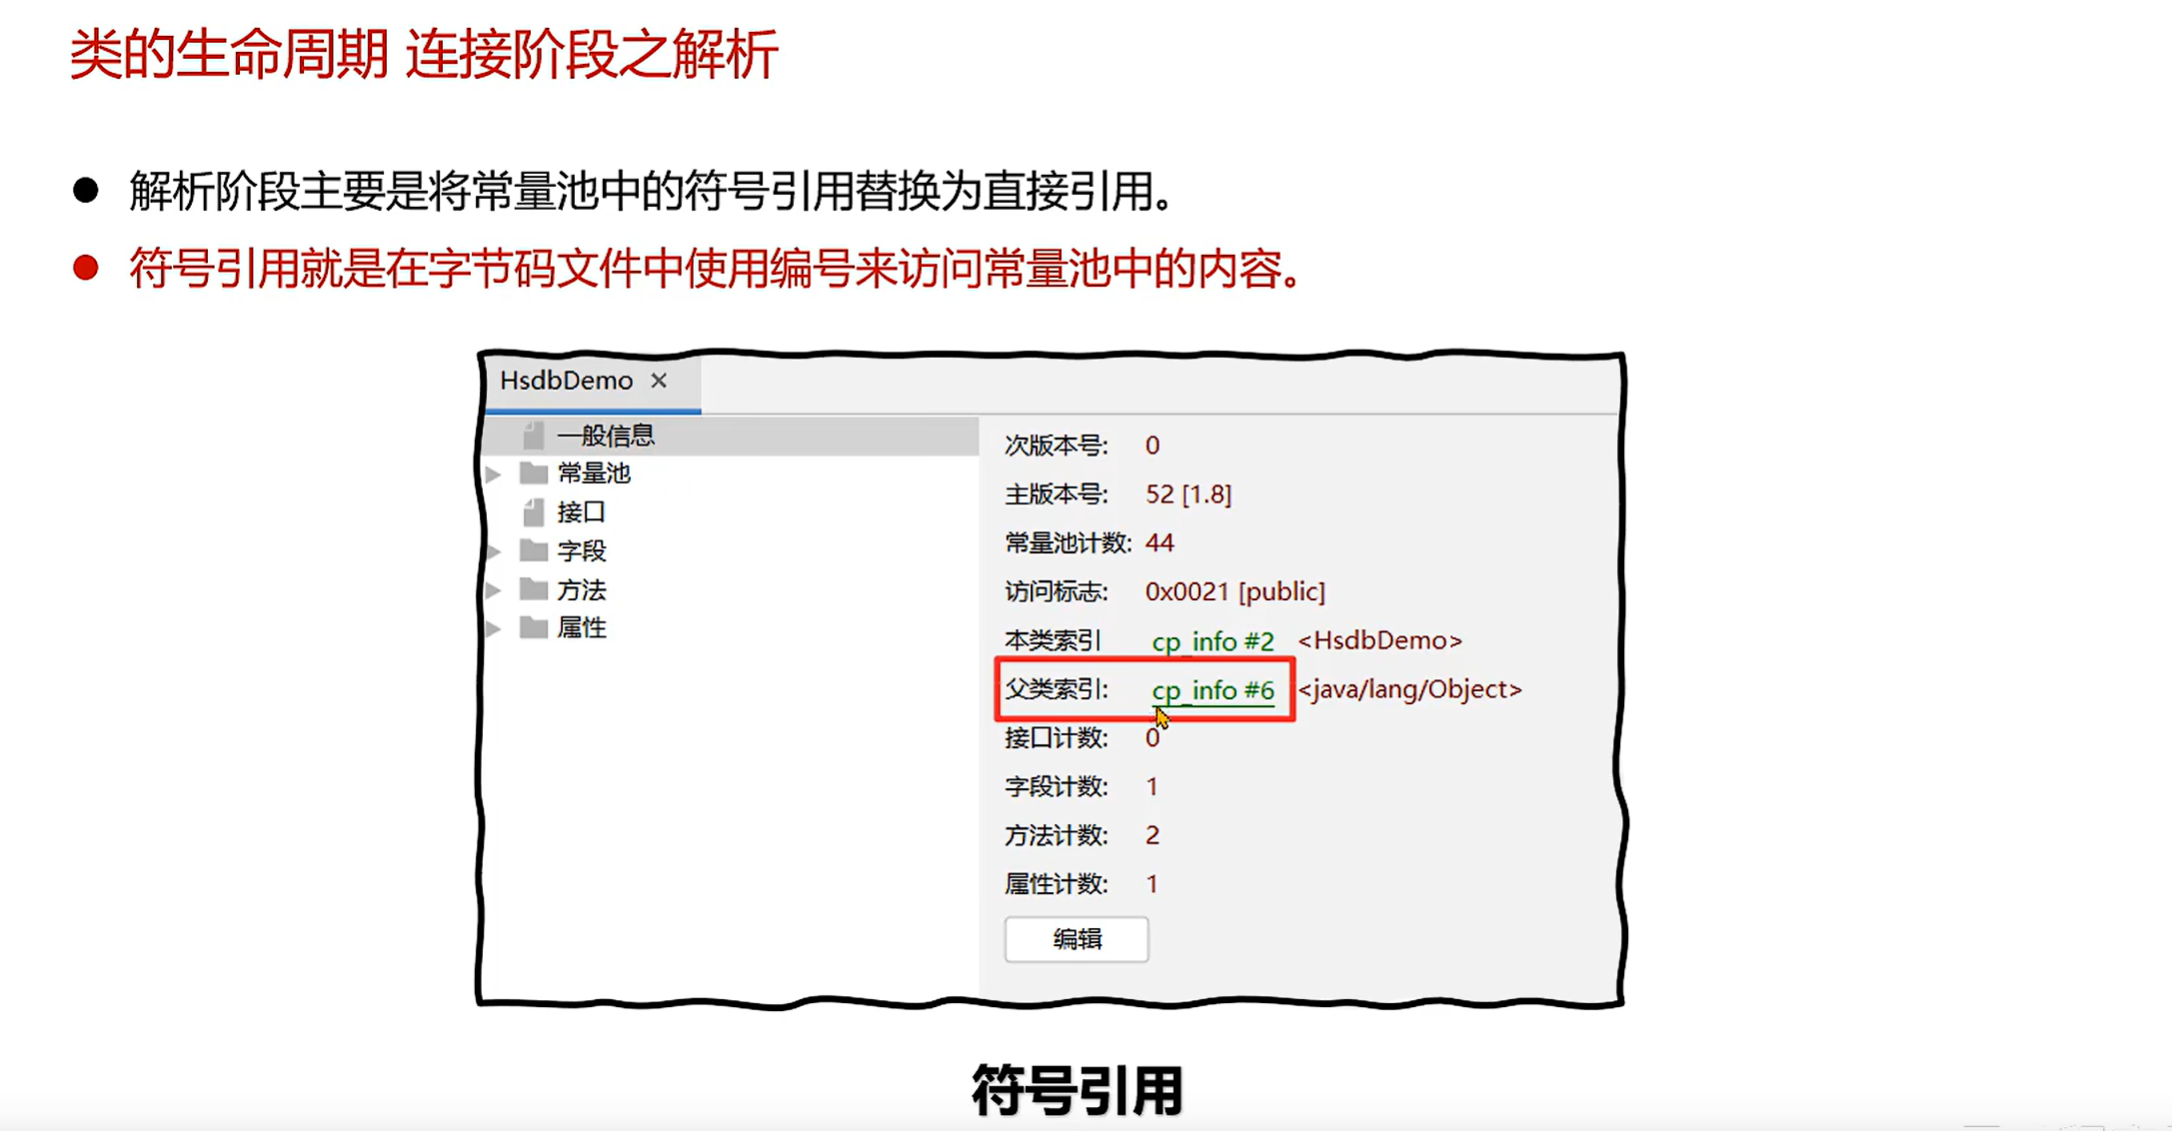 类的生命周期 连接阶段之解析
● 解析阶段主要是将常量池中的符号引用替换为直接引用。
● 符号引用就是在字节码文件中使用编号来访问常量池中的内容。
HsdbDemo ×
一般信息
常量池
接口
字段
方法
属性
次版本号: 0
主版本号: 52 [1.8]
常量池计数: 44
访问标志: 0x0021 [public]
本类索引 cp_info #2 <HsdbDemo>
父类索引: cp_info #6 <java/lang/Object>
接口计数: 0
字段计数: 1
方法计数: 2
属性计数: 1
编辑
符号引用